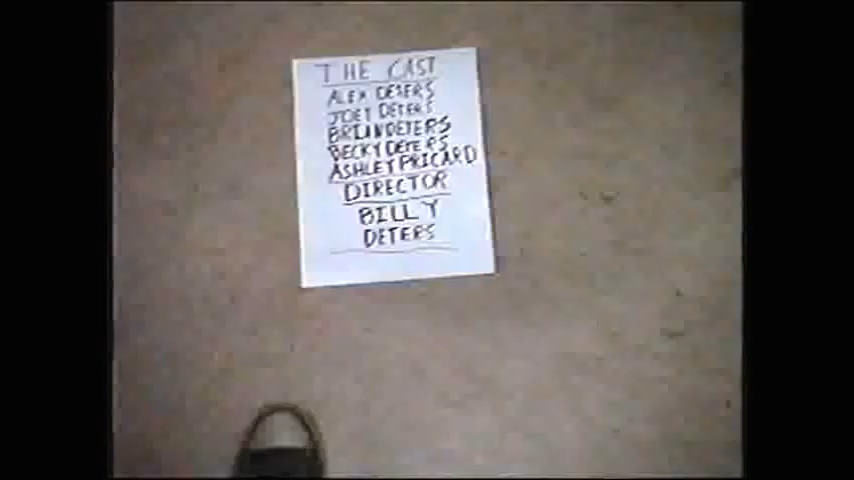 THE CAST
ALEX DETERS
JOEY DETERS
BRIAN DETERS
BECKY DETERS
ASHLEY PRICARD
DIRECTOR
BILLY
DETERS